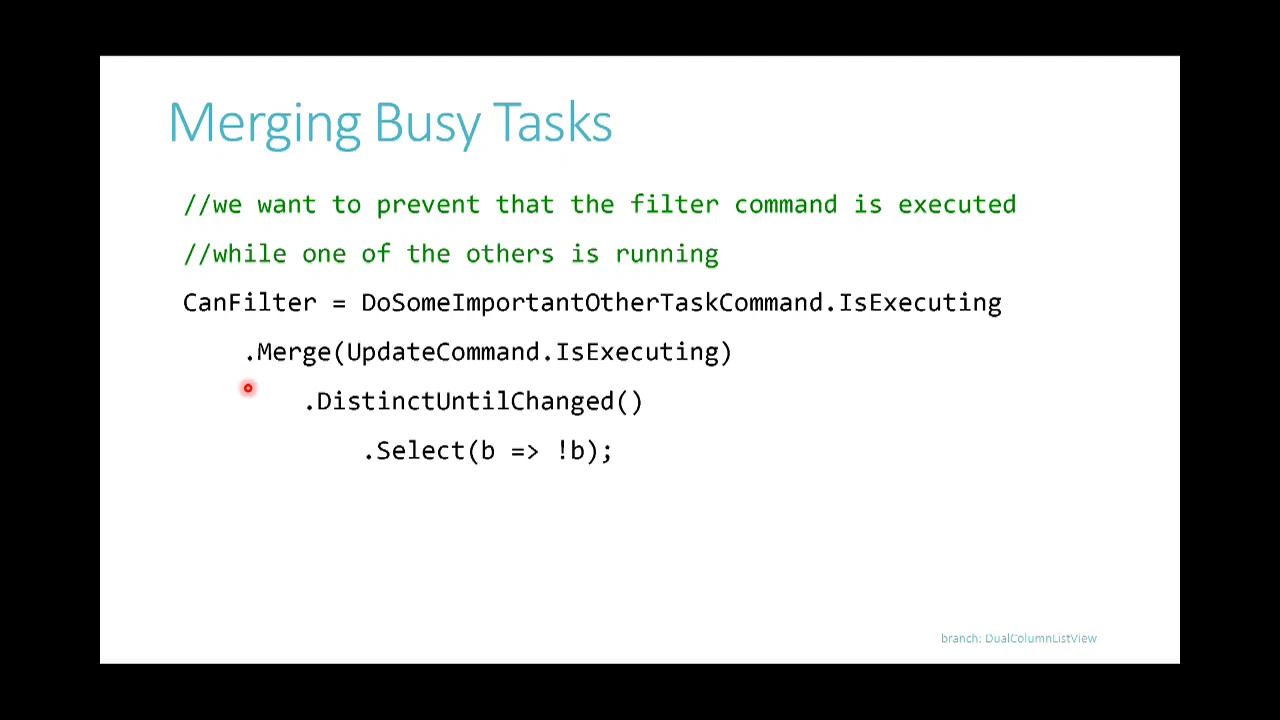 Merging Busy Tasks
//we want to prevent that the filter command is executed
//while one of the others is running
CanFilter = DoSomeImportantOtherTaskCommand.IsExecuting
.Merge(UpdateCommand.IsExecuting)
.DistinctUntilChanged()
.Select(b => !b);
branch: DualColumnListView